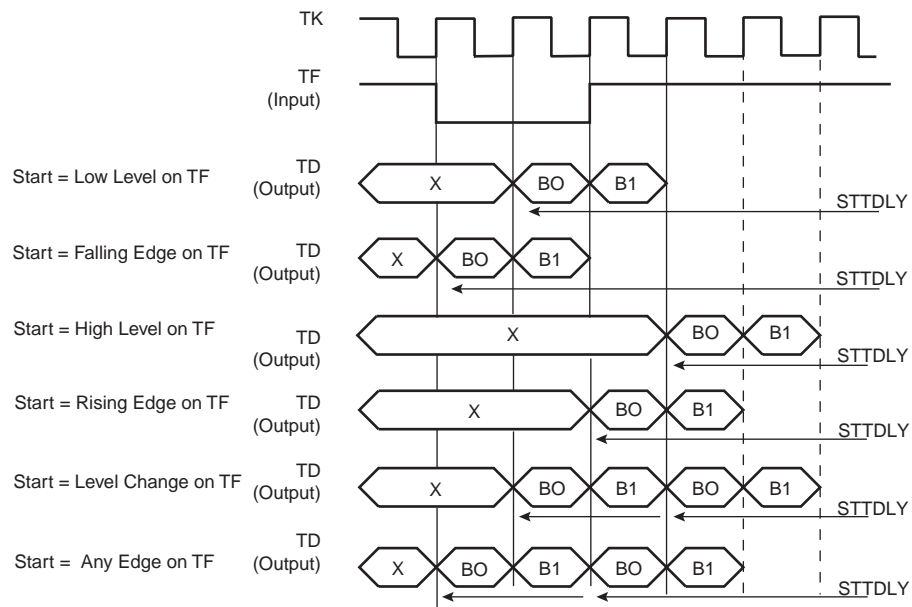 TK
TF
(Input)
Start = Low Level on TF
TD
(Output)
X
BO
B1
STTDLY
Start = Falling Edge on TF
TD
(Output)
X
BO
B1
STTDLY
Start = High Level on TF
TD
(Output)
X
BO
B1
STTDLY
Start = Rising Edge on TF
TD
(Output)
X
BO
B1
STTDLY
Start = Level Change on TF
TD
(Output)
X
BO
B1
BO
B1
STTDLY
Start = Any Edge on TF
TD
(Output)
X
BO
B1
BO
B1
STTDLY